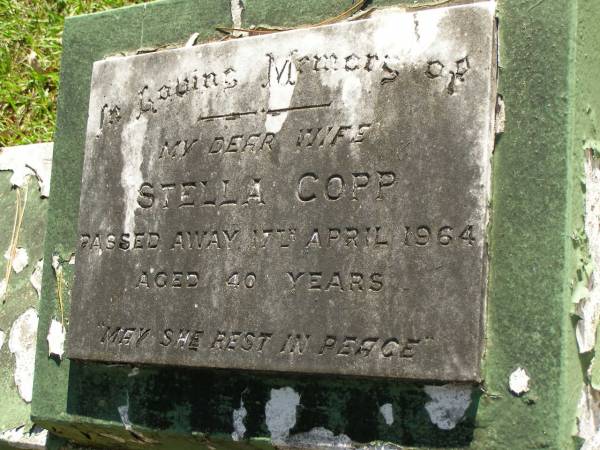 In Loving Memory of
MY DEAR WIFE
STELLA COPP
PASSED AWAY 17TH APRIL 1964
AGED 40 YEARS
"MAY SHE REST IN PEACE"